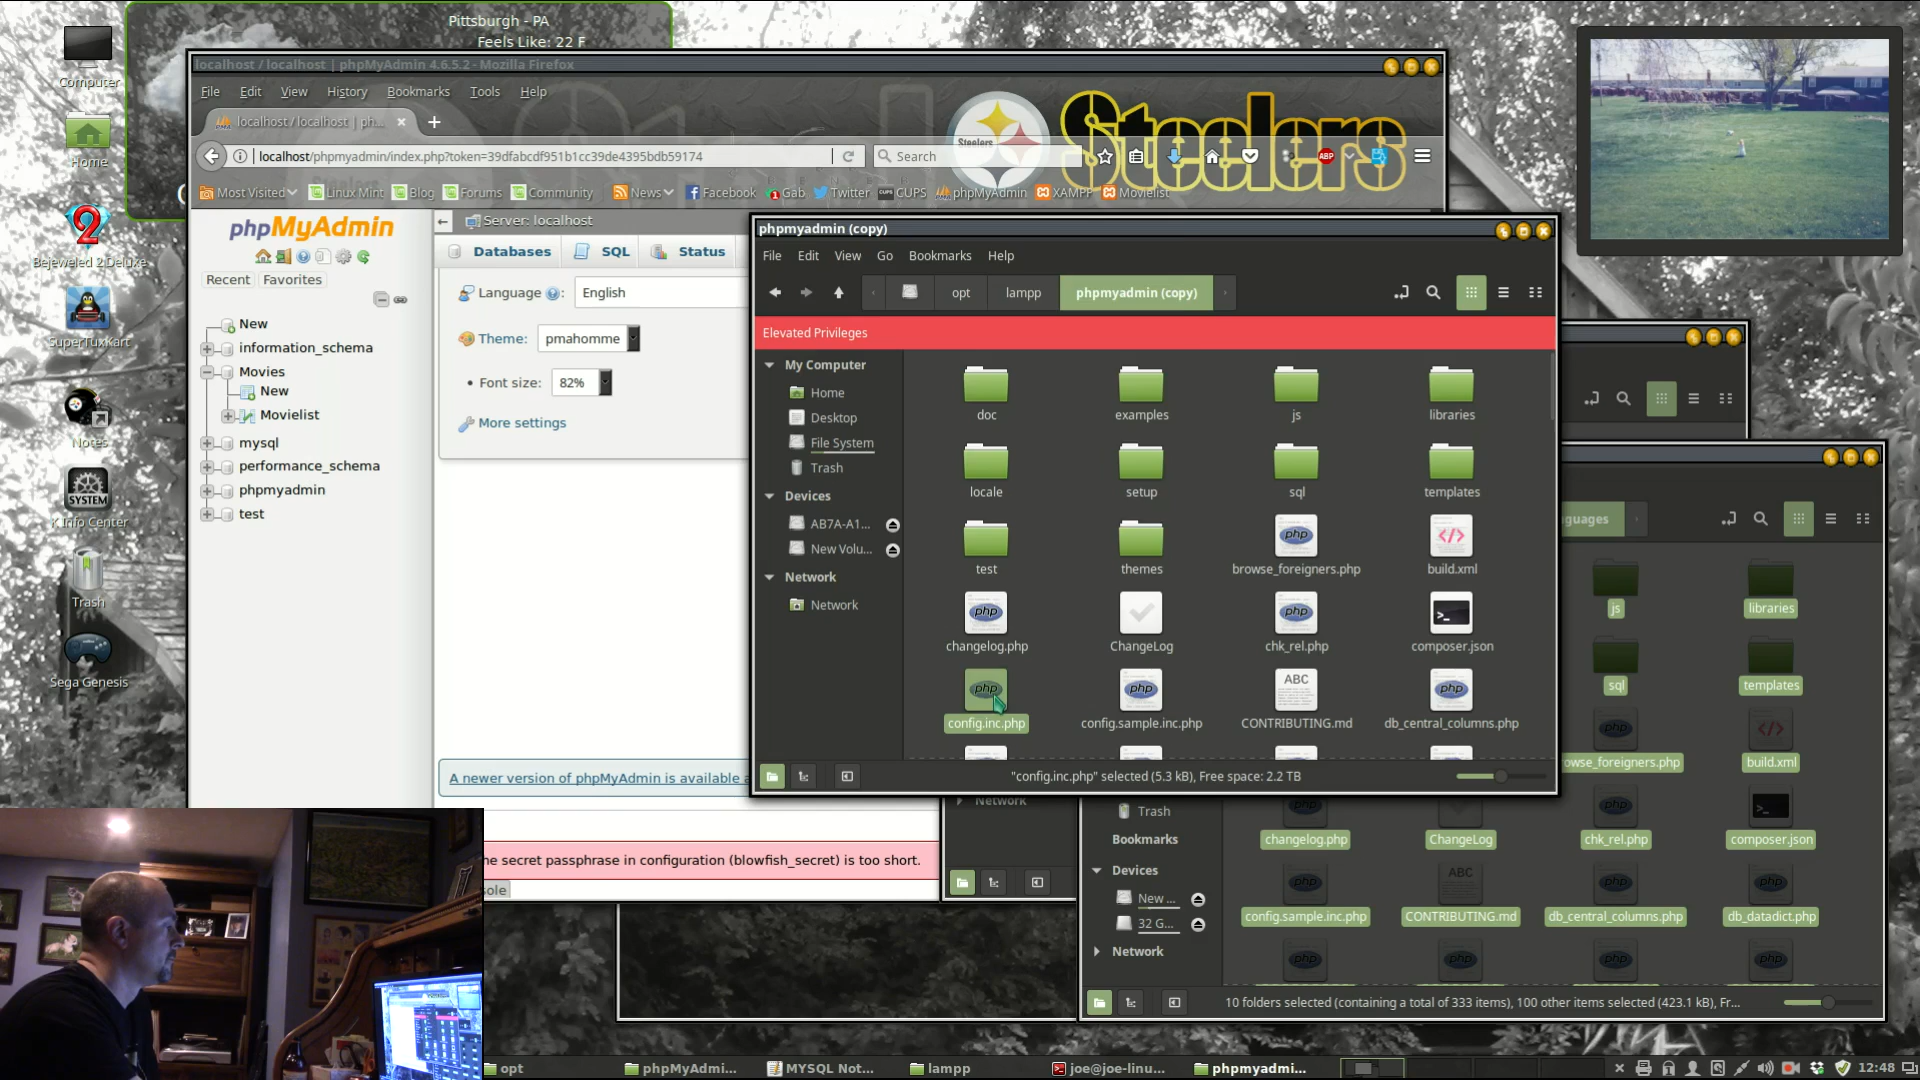 Pittsburgh - PA
Feels Like: 22 F
Computer
Home
Bejeweled 2 Deluxe
SuperTuxKart
Notes
K Info Center
Trash
Sega Genesis
localhost / localhost | phpMyAdmin 4.6.5.2 - Mozilla Firefox
File Edit View History Bookmarks Tools Help
localhost / localhost | ph...
Steelers
Steelers
localhost/phpmyadmin/index.php?token=39dfabcdf951b1cc39de4395bdb59174
Search
ABP
Most Visited Linux Mint Blog Forums Community News Facebook Gab Twitter CUPS phpMyAdmin XAMPP Movielist
phpMyAdmin
Recent Favorites
New
information_schema
Movies
New
Movielist
mysql
performance_schema
phpmyadmin
test
Server: localhost
Databases SQL Status
Language : English
Theme: pmahomme
Font size: 82%
More settings
A newer version of phpMyAdmin is available a
he secret passphrase in configuration (blowfish_secret) is too short.
sole
phpmyadmin (copy)
File Edit View Go Bookmarks Help
opt lampp phpmyadmin (copy)
Elevated Privileges
My Computer
Home
Desktop
File System
Trash
Devices
AB7A-A1...
New Volu...
Network
Network
doc examples js libraries
locale setup sql templates
test themes browse_foreigners.php build.xml
changelog.php ChangeLog chk_rel.php composer.json
config.inc.php config.sample.inc.php CONTRIBUTING.md db_central_columns.php
"config.inc.php" selected (5.3 kB), Free space: 2.2 TB
Network
guages
js libraries
sql templates
owse_foreigners.php build.xml
Trash
Bookmarks
Devices
New ...
32 G...
Network
changelog.php ChangeLog chk_rel.php composer.json
config.sample.inc.php CONTRIBUTING.md db_central_columns.php db_datadict.php
10 folders selected (containing a total of 333 items), 100 other items selected (423.1 kB), Fr...
opt phpMyAdmi... MYSQL Not... lampp joe@joe-linu... phpmyadmi... 12:48